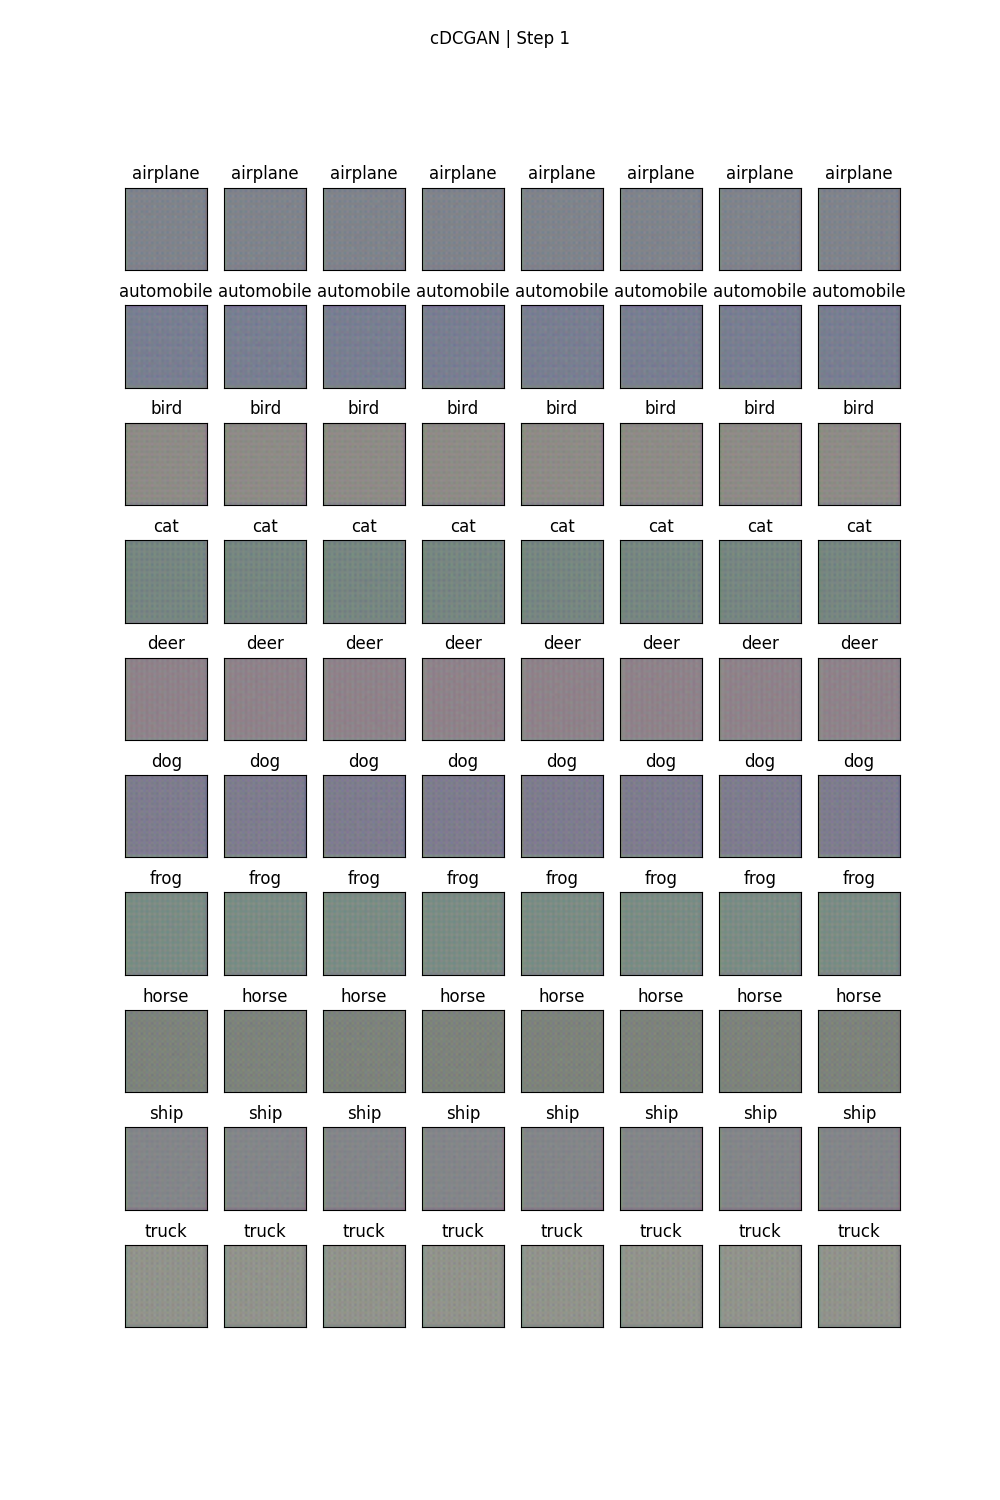 cDCGAN | Step 1
airplane airplane airplane airplane airplane airplane airplane airplane
automobile automobile automobile automobile automobile automobile automobile automobile
bird bird bird bird bird bird bird bird
cat cat cat cat cat cat cat cat
deer deer deer deer deer deer deer deer
dog dog dog dog dog dog dog dog
frog frog frog frog frog frog frog frog
horse horse horse horse horse horse horse horse
ship ship ship ship ship ship ship ship
truck truck truck truck truck truck truck truck